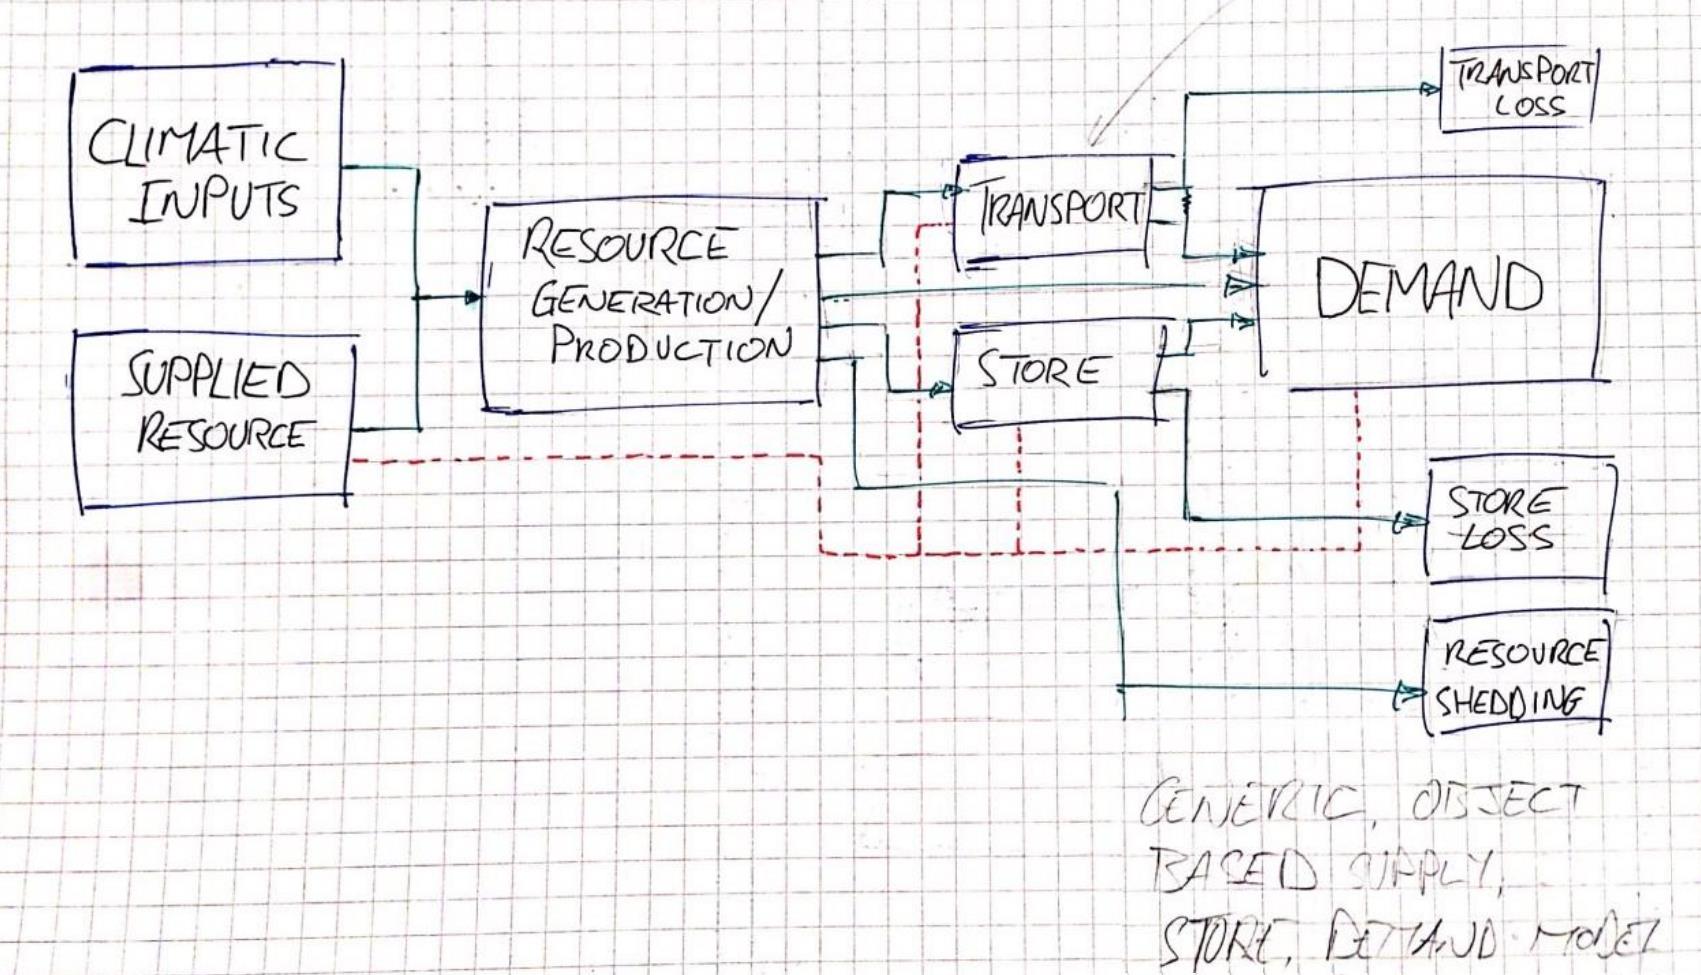 CLIMATIC
INPUTS
SUPPLIED
RESOURCE
RESOURCE
GENERATION/
PRODUCTION
TRANSPORT
STORE
DEMAND
TRANSPORT
LOSS
STORE
LOSS
RESOURCE
SHEDDING
GENERIC, OBJECT
BASED SUPPLY,
STORE, DEMAND MODEL